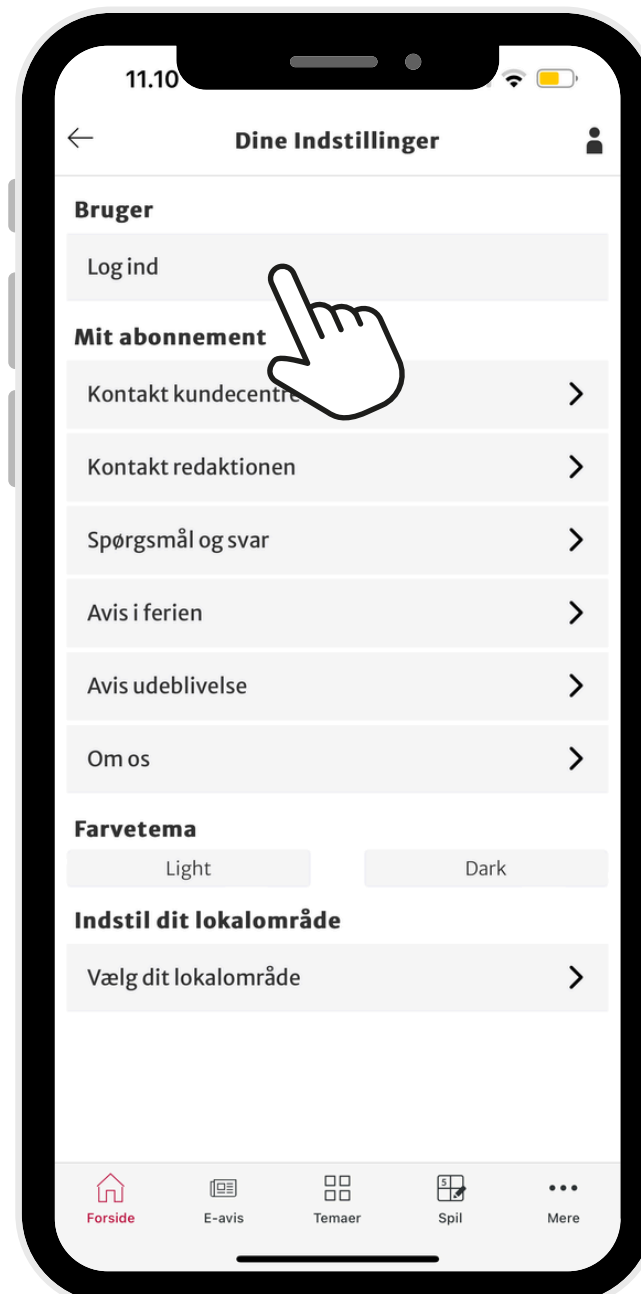 11.10
Dine Indstillinger
Bruger
Log ind
Mit abonnement
Kontakt
Kontakt redaktionen
Spørgsmål og svar
Avis i ferien
Avis udeblivelse
Om os
Farvetema
Light Dark
Indstil dit lokalområde
Vælg dit lokalområde
5
Forside E-avis Temaer Spil Mere